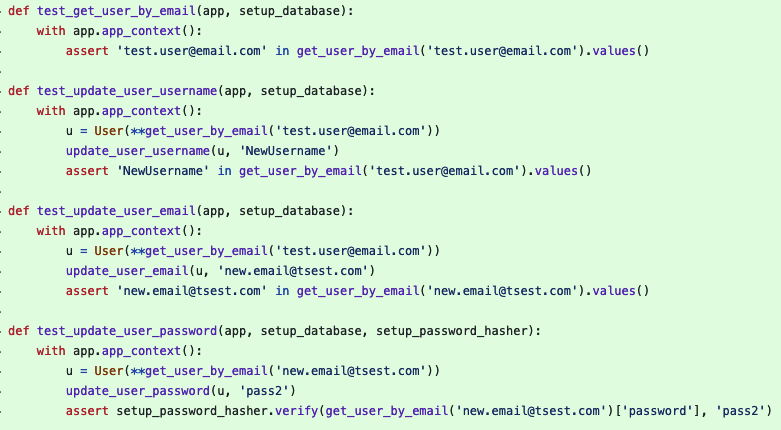 def test_get_user_by_email(app, setup_database):
    with app.app_context():
        assert 'test.user@email.com' in get_user_by_email('test.user@email.com').values()
def test_update_user_username(app, setup_database):
    with app.app_context():
        u = User(**get_user_by_email('test.user@email.com'))
        update_user_username(u, 'NewUsername')
        assert 'NewUsername' in get_user_by_email('test.user@email.com').values()
def test_update_user_email(app, setup_database):
    with app.app_context():
        u = User(**get_user_by_email('test.user@email.com'))
        update_user_email(u, 'new.email@tsest.com')
        assert 'new.email@tsest.com' in get_user_by_email('new.email@tsest.com').values()
def test_update_user_password(app, setup_database, setup_password_hasher):
    with app.app_context():
        u = User(**get_user_by_email('new.email@tsest.com'))
        update_user_password(u, 'pass2')
        assert setup_password_hasher.verify(get_user_by_email('new.email@tsest.com')['password'], 'pass2')